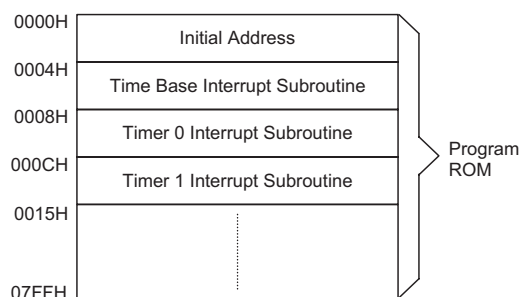 0000H
Initial Address
0004H
Time Base Interrupt Subroutine
0008H
Timer 0 Interrupt Subroutine
000CH
Timer 1 Interrupt Subroutine
0015H
Program
ROM
07FFH